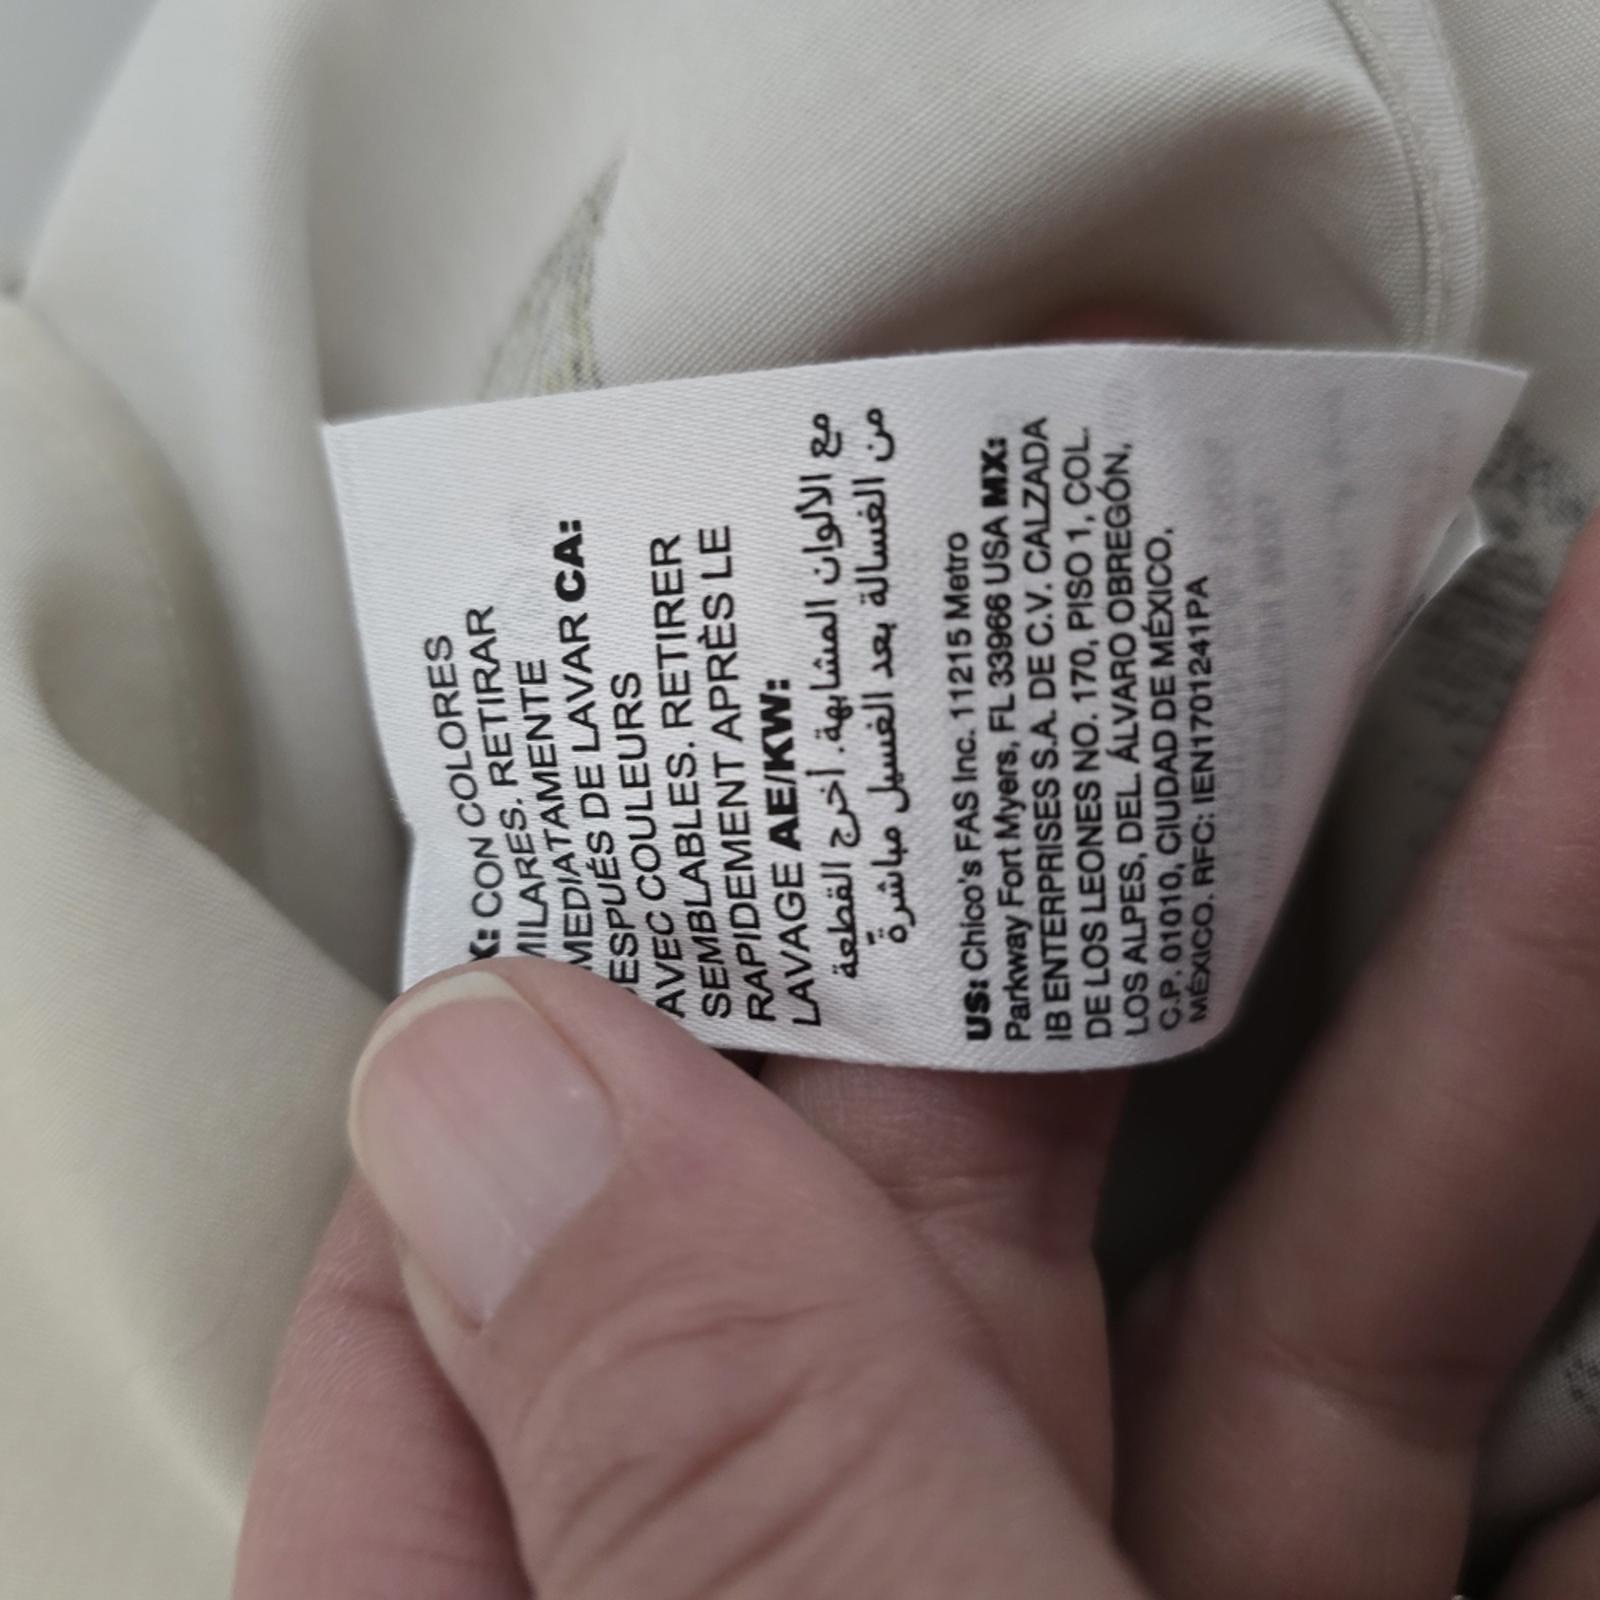 X: CON COLORES
MILARES. RETIRAR
MEDIATAMENTE
DESPUÉS DE LAVAR CA:
AVEC COULEURS
SEMBLABLES. RETIRER
RAPIDEMENT APRÈS LE
LAVAGE AE/KW:
مع الألوان المشابهة. أخرج القطعة
من الغسالة بعد الغسيل مباشرةً
US: Chico's FAS Inc. 11215 Metro
Parkway Fort Myers, FL 33966 USA MX:
IB ENTERPRISES S.A. DE C.V. CALZADA
DE LOS LEONES NO. 170, PISO 1, COL.
LOS ALPES, DEL ÁLVARO OBREGÓN,
C.P. 01010, CIUDAD DE MÉXICO,
MÉXICO. RFC: IEN1701241PA